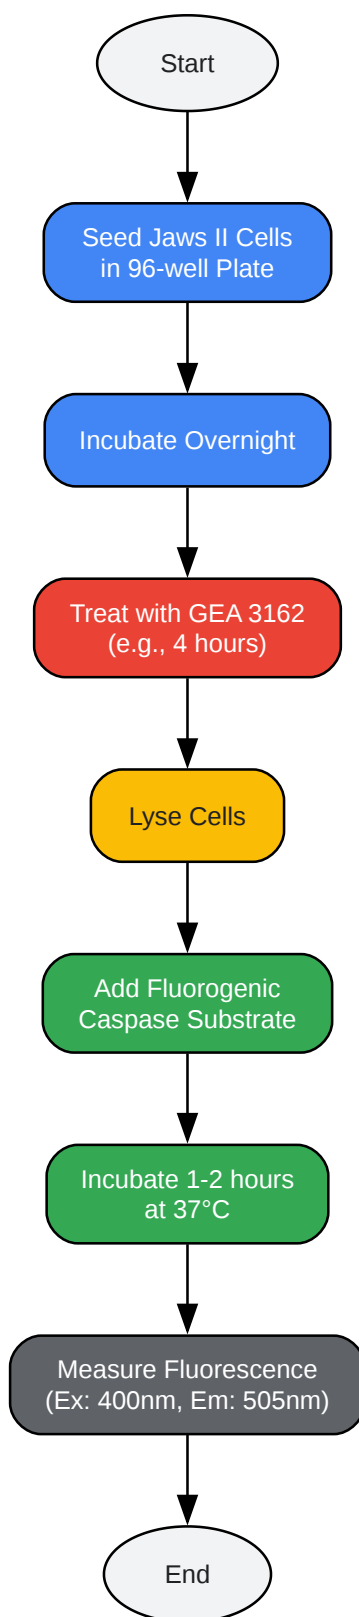 Start
Seed Jaws II Cells
in 96-well Plate
Incubate Overnight
Treat with GEA 3162
(e.g., 4 hours)
Lyse Cells
Add Fluorogenic
Caspase Substrate
Incubate 1-2 hours
at 37°C
Measure Fluorescence
(Ex: 400nm, Em: 505nm)
End